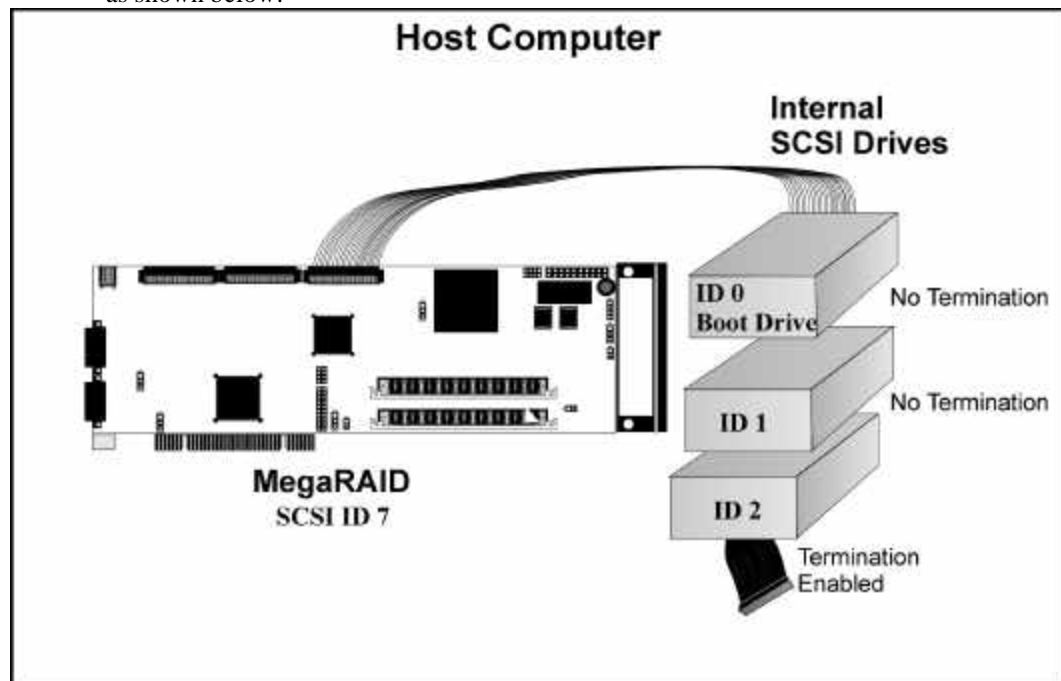 as shown below:
Host Computer
Internal
SCSI Drives
ID 0
Boot Drive
No Termination
ID 1
No Termination
ID 2
Termination
Enabled
MegaRAID
SCSI ID 7